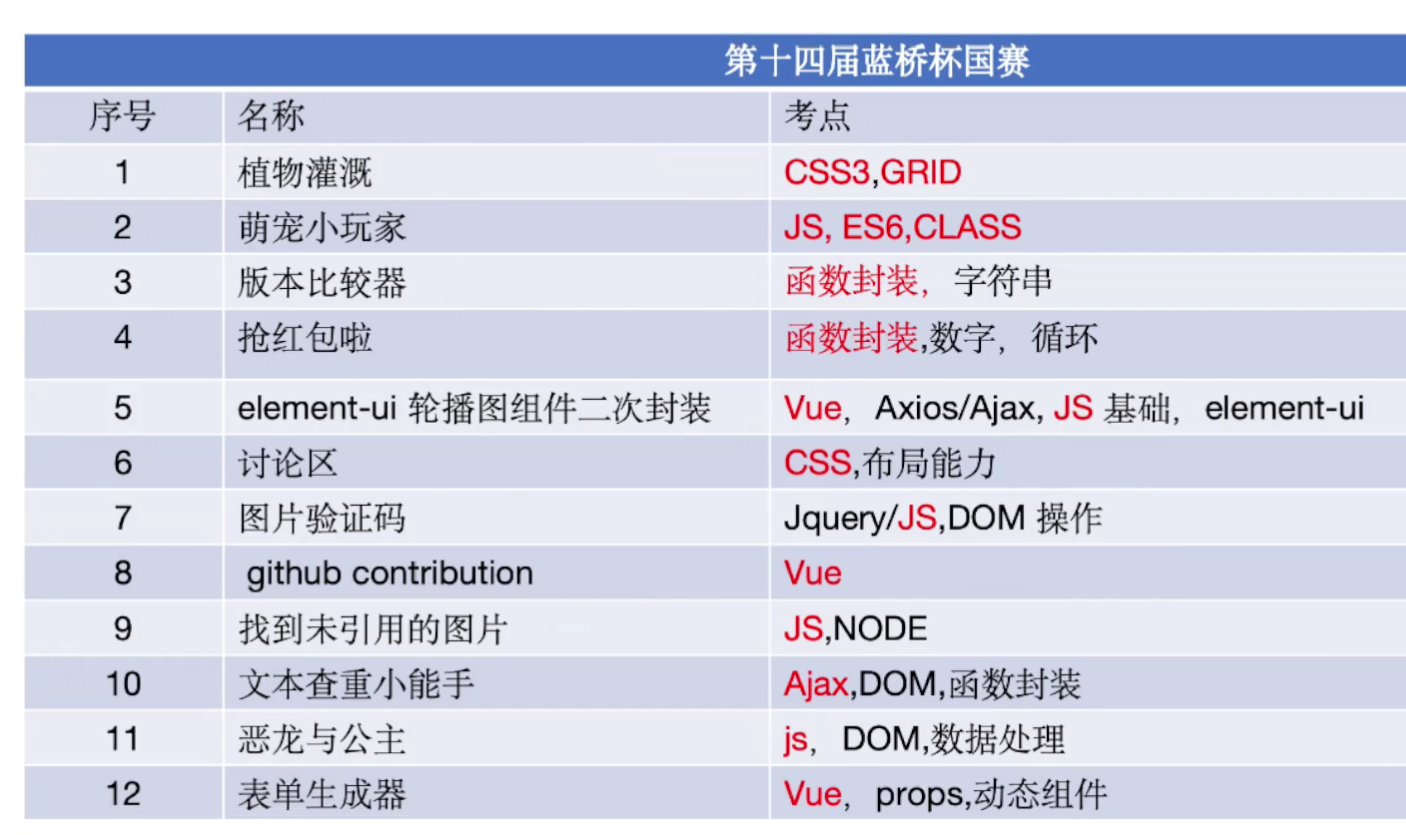 第十四届蓝桥杯国赛
序号 名称 考点
1 植物灌溉 CSS3,GRID
2 萌宠小玩家 JS, ES6,CLASS
3 版本比较器 函数封装，字符串
4 抢红包啦 函数封装,数字，循环
5 element-ui 轮播图组件二次封装 Vue，Axios/Ajax, JS 基础，element-ui
6 讨论区 CSS,布局能力
7 图片验证码 Jquery/JS,DOM 操作
8 github contribution Vue
9 找到未引用的图片 JS,NODE
10 文本查重小能手 Ajax,DOM,函数封装
11 恶龙与公主 js，DOM,数据处理
12 表单生成器 Vue，props,动态组件